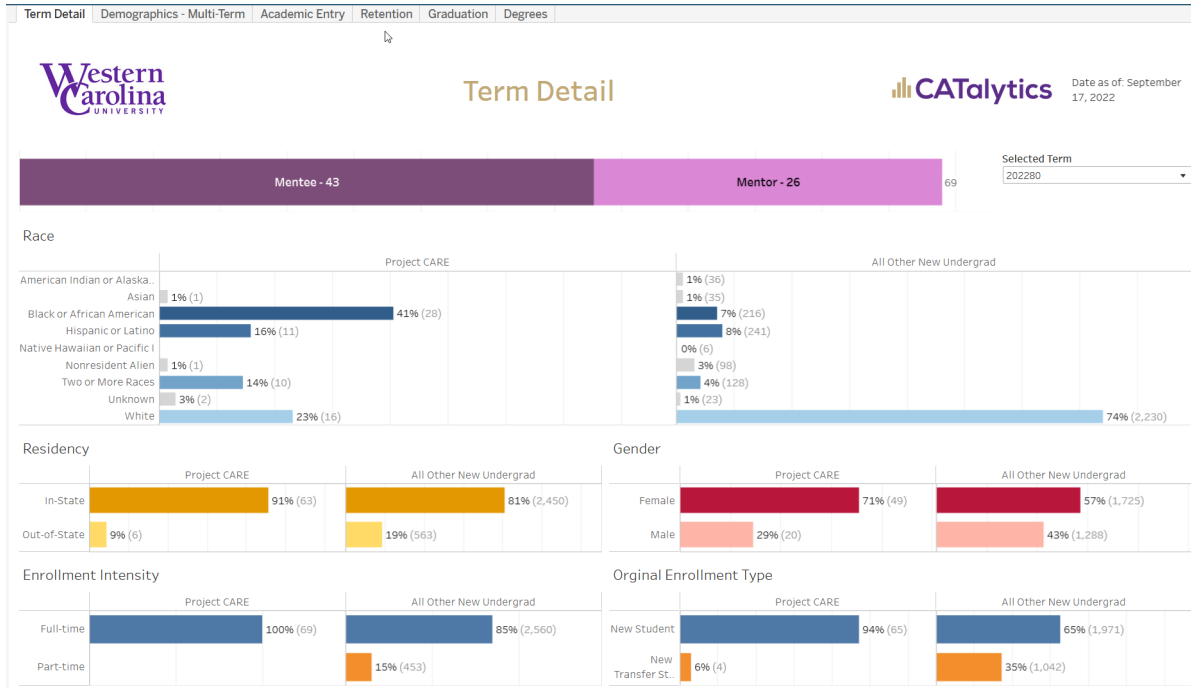 Term Detail Demographics - Multi-Term Academic Entry Retention Graduation Degrees
Western
Carolina
UNIVERSITY
Term Detail
CATalytics
Date as of: September
17, 2022
Selected Term
202280
Mentee - 43 Mentor - 26 69
Race
Project CARE All Other New Undergrad
American Indian or Alaska.. 1% (36)
Asian 1% (1) 1% (35)
Black or African American 41% (28) 7% (216)
Hispanic or Latino 16% (11) 8% (241)
Native Hawaiian or Pacific I 0% (6)
Nonresident Alien 1% (1) 3% (98)
Two or More Races 14% (10) 4% (128)
Unknown 3% (2) 1% (23)
White 23% (16) 74% (2,230)
Residency
Project CARE All Other New Undergrad
In-State 91% (63) 81% (2,450)
Out-of-State 9% (6) 19% (563)
Gender
Project CARE All Other New Undergrad
Female 71% (49) 57% (1,725)
Male 29% (20) 43% (1,288)
Enrollment Intensity
Project CARE All Other New Undergrad
Full-time 100% (69) 85% (2,560)
Part-time 15% (453)
Orginal Enrollment Type
Project CARE All Other New Undergrad
New Student 94% (65) 65% (1,971)
New
Transfer St.. 6% (4) 35% (1,042)